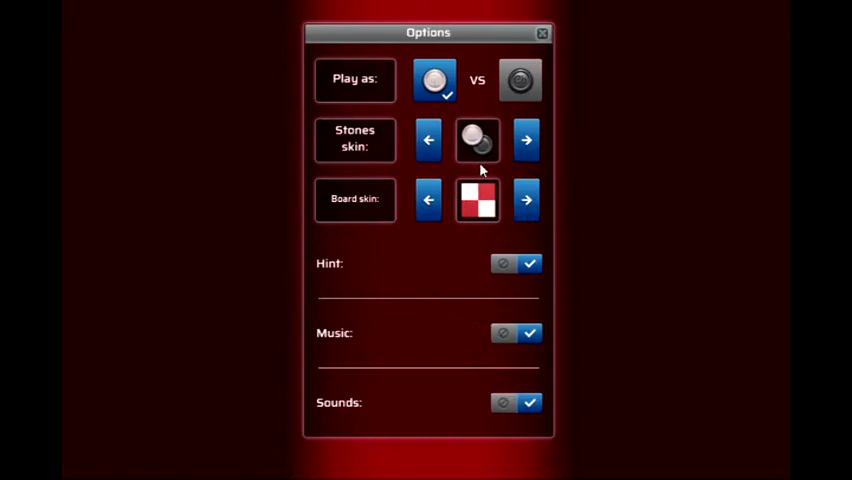 Options
Play as:
VS
Stones
skin:
Board skin:
Hint:
Music:
Sounds: